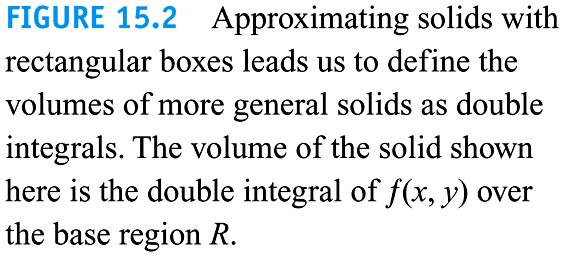 FIGURE 15.2 Approximating solids with
rectangular boxes leads us to define the
volumes of more general solids as double
integrals. The volume of the solid shown
here is the double integral of f(x, y) over
the base region R.